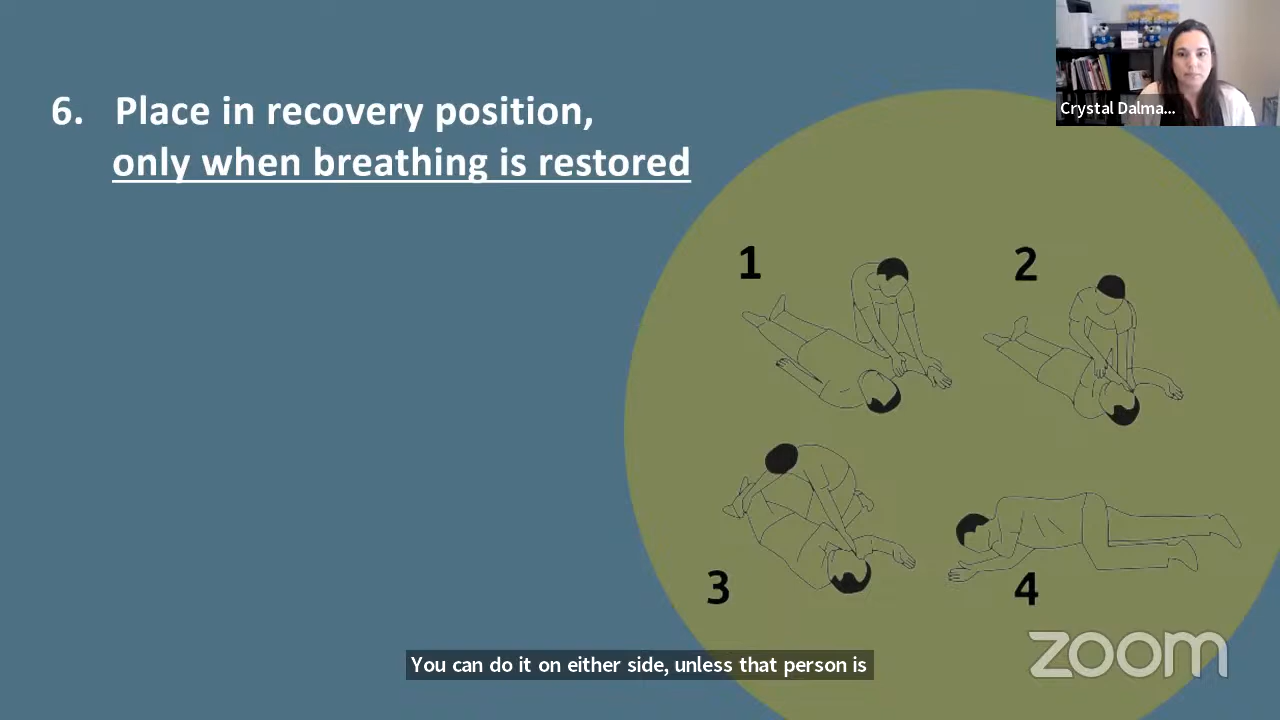 Crystal Dalma...
6. Place in recovery position,
only when breathing is restored
1
2
3
4
You can do it on either side, unless that person is
zoom